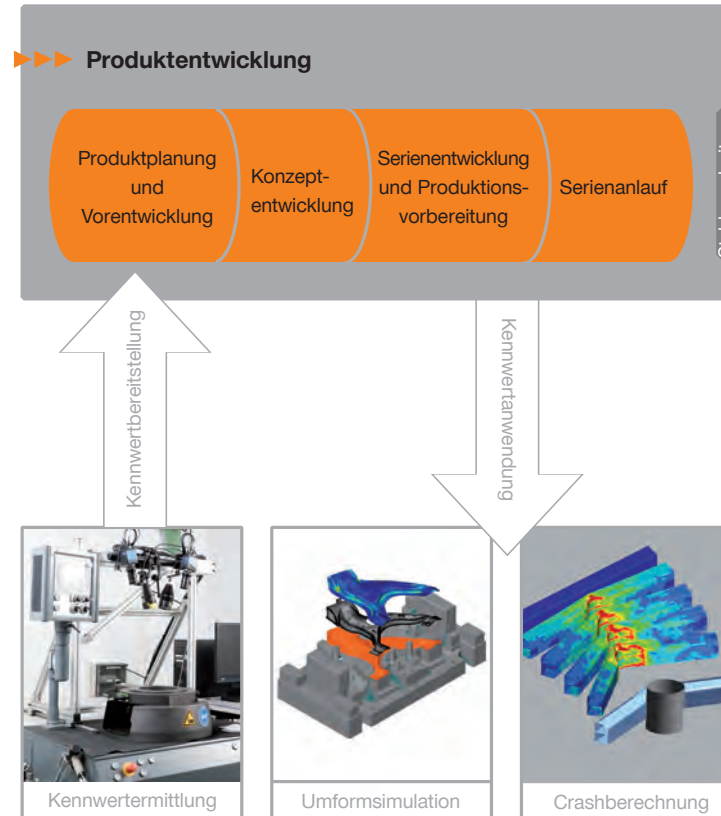 Produktentwicklung
Produktplanung
und
Vorentwicklung
Konzept-
entwicklung
Serienentwicklung
und Produktions-
vorbereitung
Serienanlauf
Kennwertbereitstellung
Kennwertanwendung
Kennwertermittlung
Umformsimulation
Crashberechnung